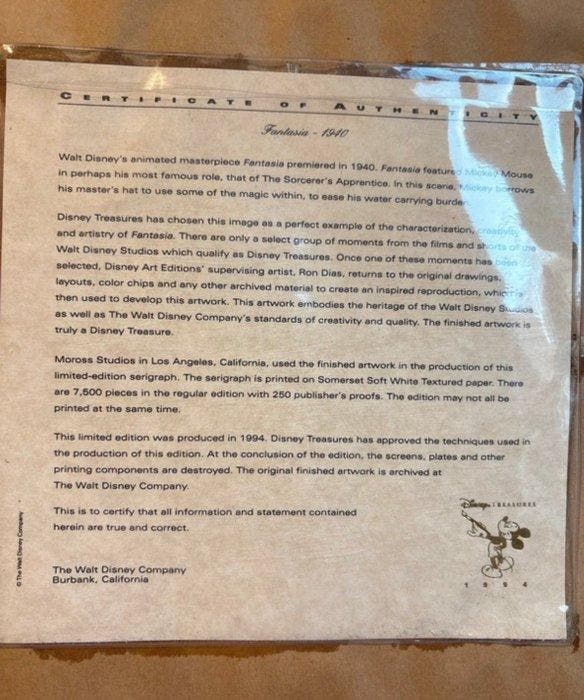 CERTIFICATE OF AUTHENTICITY
Fantasia - 1940
Walt Disney's animated masterpiece Fantasia premiered in 1940. Fantasia featured Mickey Mouse
in perhaps his most famous role, that of The Sorcerer's Apprentice. In this scene, Mickey borrows
his master's hat to use some of the magic within, to ease his water carrying burden.
Disney Treasures has chosen this image as a perfect example of the characterization, creativity
and artistry of Fantasia. There are only a select group of moments from the films and shorts of the
Walt Disney Studios which qualify as Disney Treasures. Once one of these moments has been
selected, Disney Art Editions' supervising artist, Ron Dias, returns to the original drawings,
layouts, color chips and any other archived material to create an inspired reproduction, which is
then used to develop this artwork. This artwork embodies the heritage of the Walt Disney Studios
as well as The Walt Disney Company's standards of creativity and quality. The finished artwork is
truly a Disney Treasure.
Moross Studios in Los Angeles, California, used the finished artwork in the production of this
limited-edition serigraph. The serigraph is printed on Somerset Soft White Textured paper. There
are 7,500 pieces in the regular edition with 250 publisher's proofs. The edition may not all be
printed at the same time.
This limited edition was produced in 1994. Disney Treasures has approved the techniques used in
the production of this edition. At the conclusion of the edition, the screens, plates and other
printing components are destroyed. The original finished artwork is archived at
The Walt Disney Company.
This is to certify that all information and statement contained
herein are true and correct.
The Walt Disney Company
Burbank, California
© The Walt Disney Company
Disney TREASURES
1994